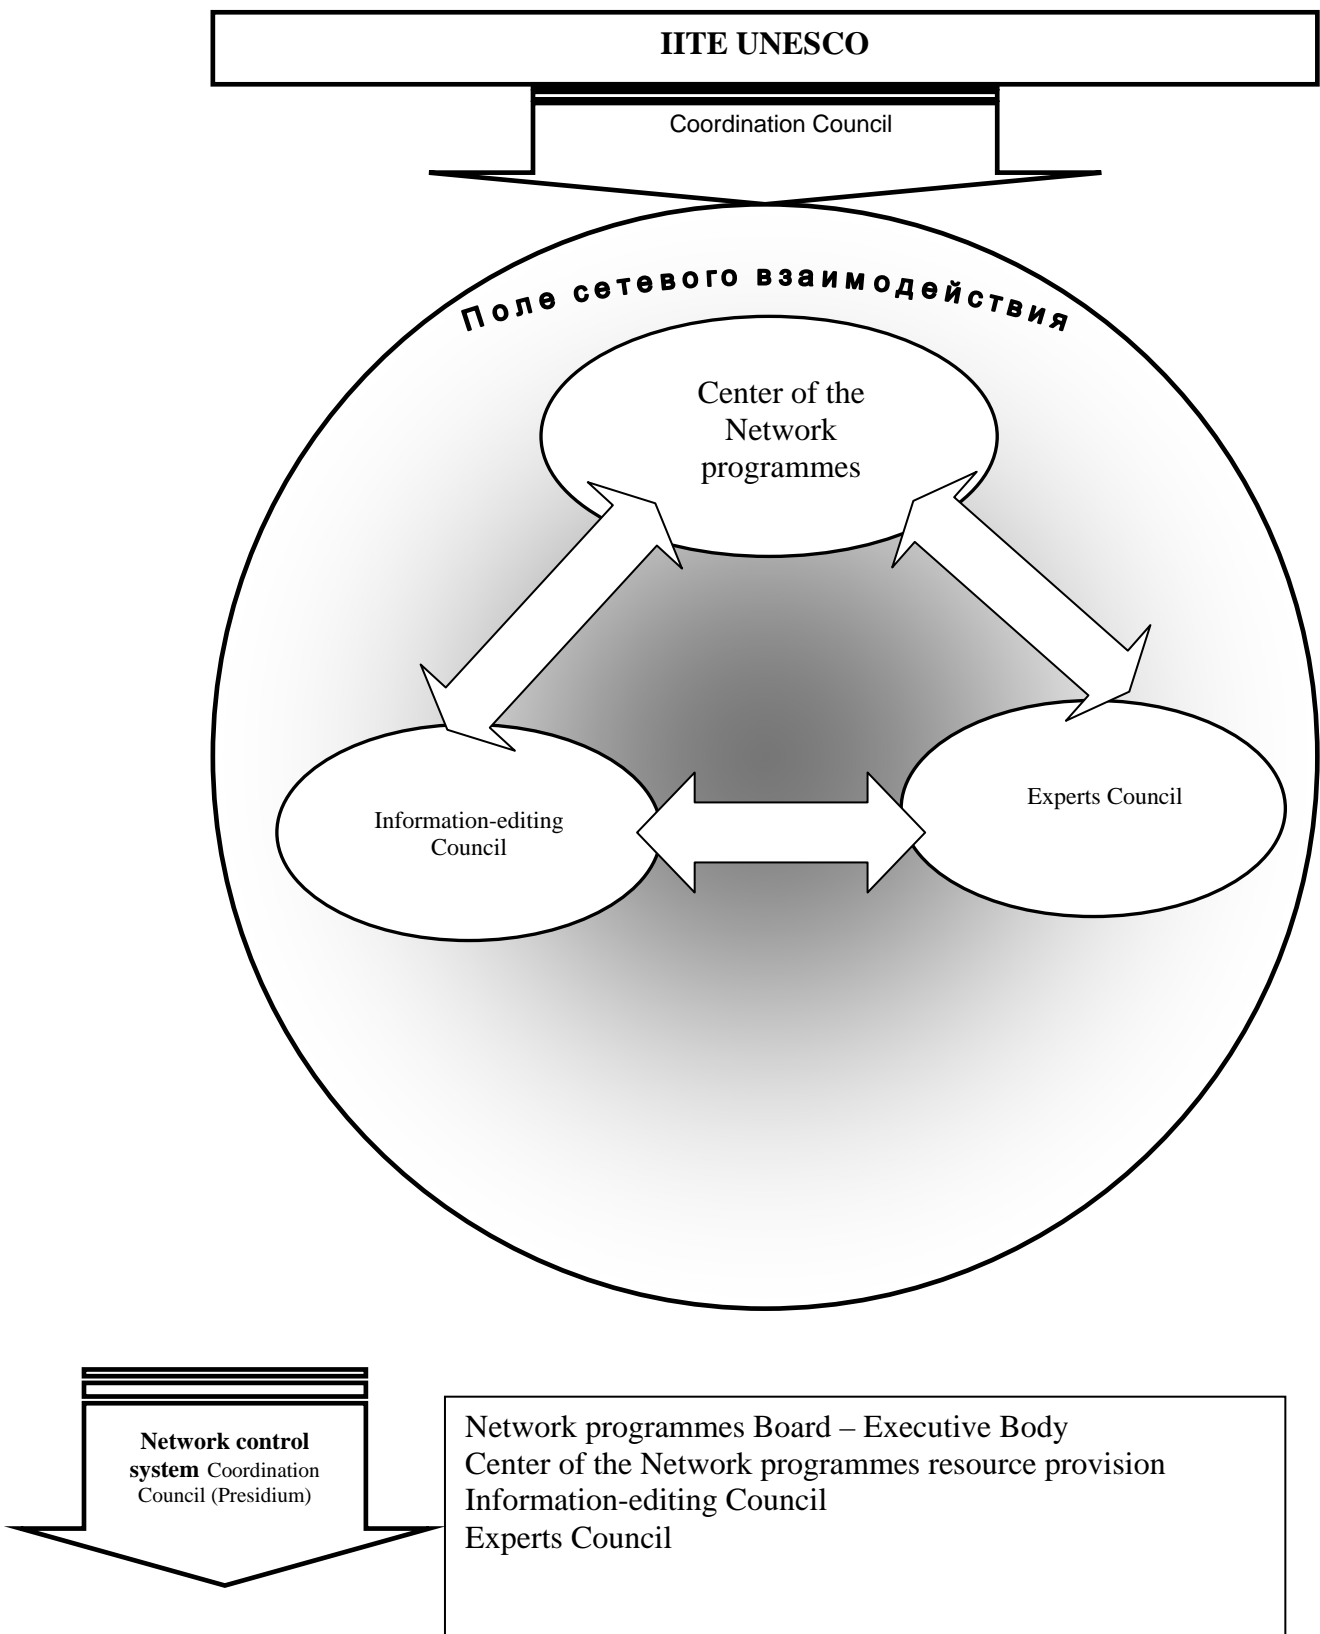 IITE UNESCO
Coordination Council
Поле сетевого взаимодействия
Center of the
Network
programmes
Information-editing
Council
Experts Council
Network control
system Coordination
Council (Presidium)
Network programmes Board – Executive Body
Center of the Network programmes resource provision
Information-editing Council
Experts Council